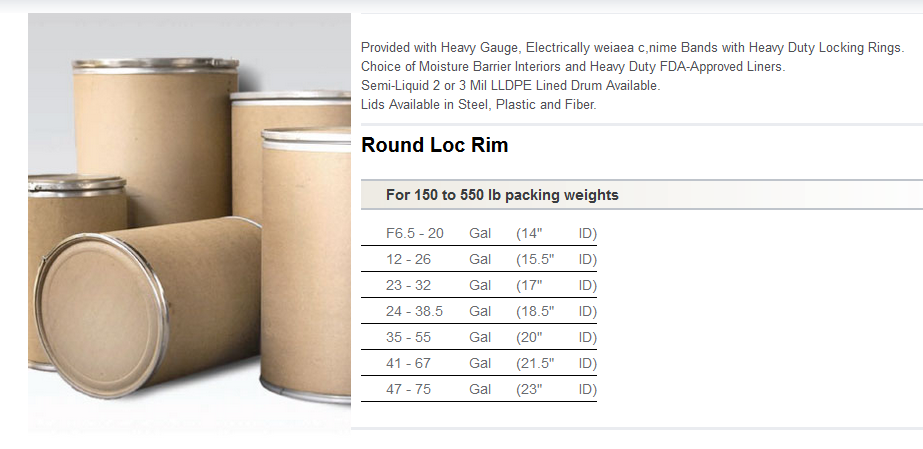 Provided with Heavy Gauge, Electrically weiaea c,nime Bands with Heavy Duty Locking Rings.
Choice of Moisture Barrier Interiors and Heavy Duty FDA-Approved Liners.
Semi-Liquid 2 or 3 Mil LLDPE Lined Drum Available.
Lids Available in Steel, Plastic and Fiber.
Round Loc Rim
For 150 to 550 lb packing weights
F6.5 - 20 Gal (14" ID)
12 - 26 Gal (15.5" ID)
23 - 32 Gal (17" ID)
24 - 38.5 Gal (18.5" ID)
35 - 55 Gal (20" ID)
41 - 67 Gal (21.5" ID)
47 - 75 Gal (23" ID)